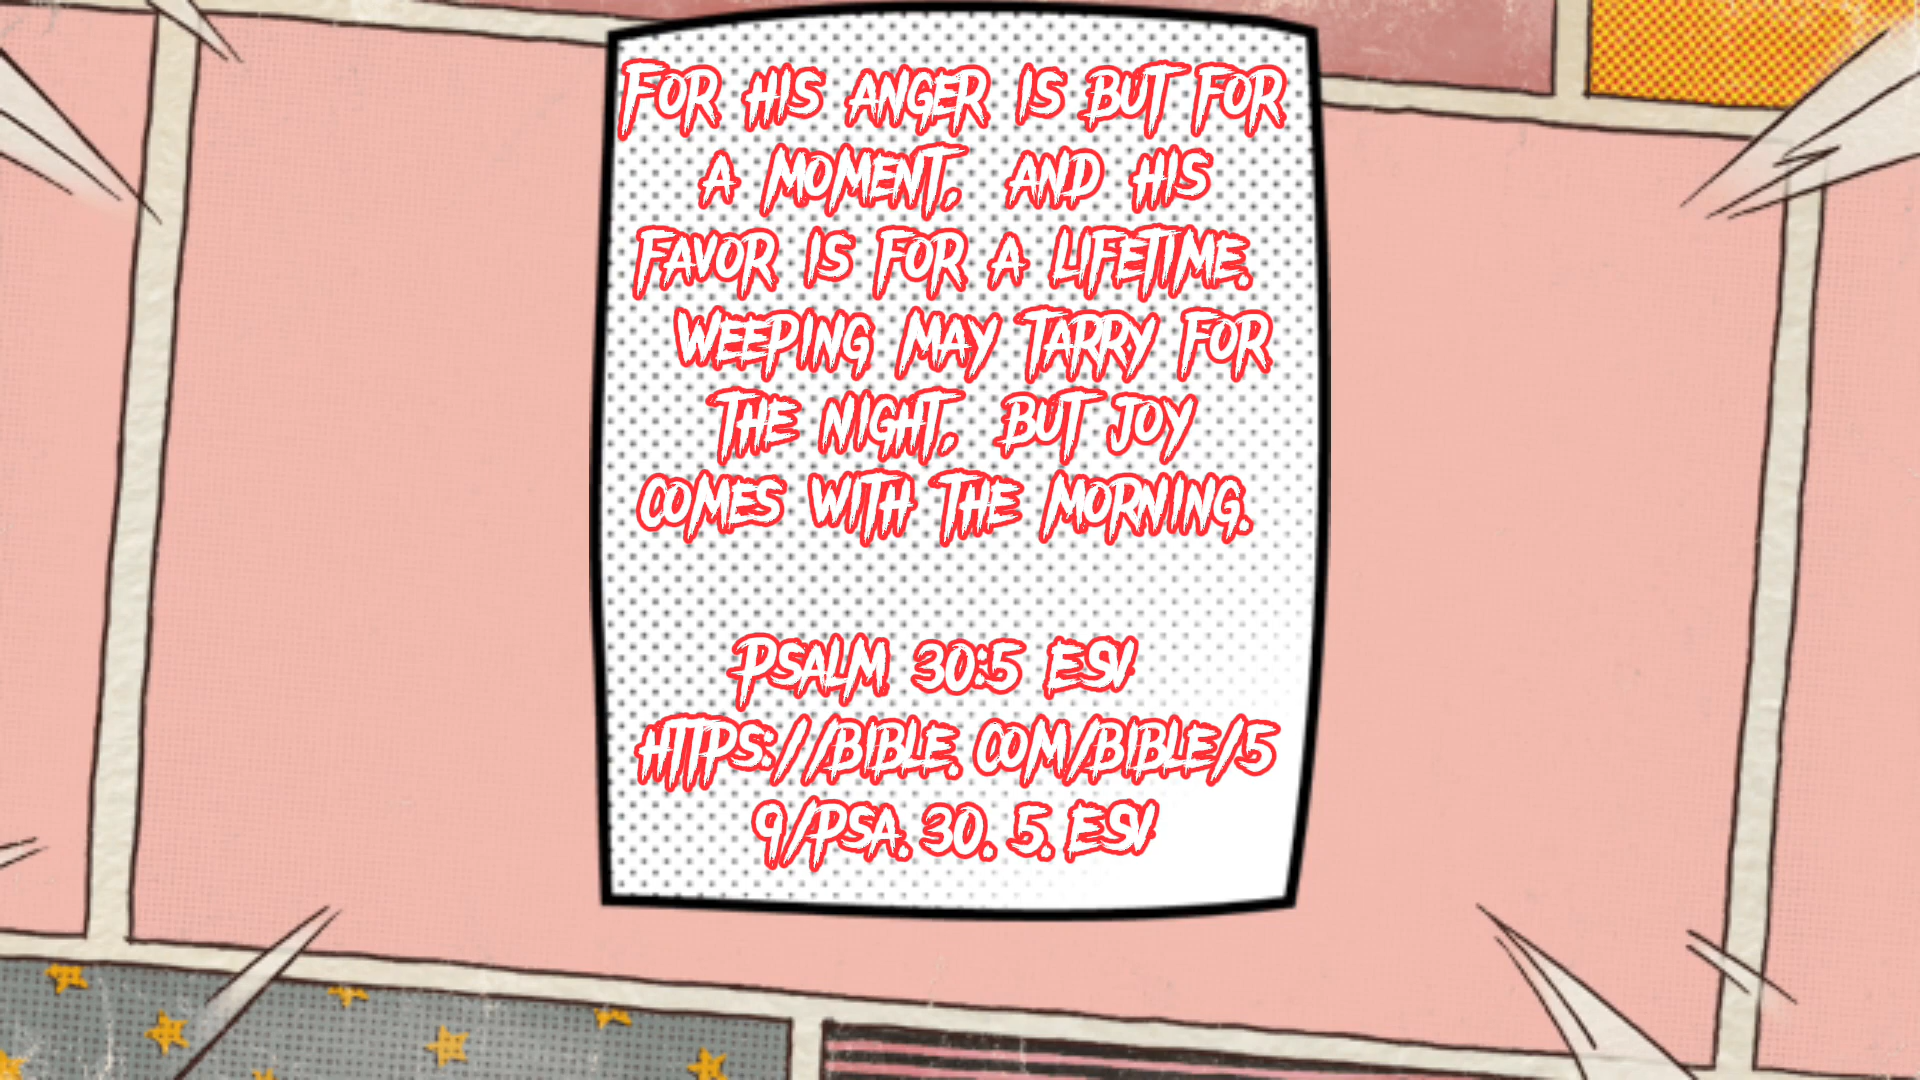 For his anger is but for
a moment, and his
favor is for a lifetime.
Weeping may tarry for
the night, but joy
comes with the morning.
Psalm 30:5 ESV
https://bible.com/bible/5
9/psa.30.5.ESV